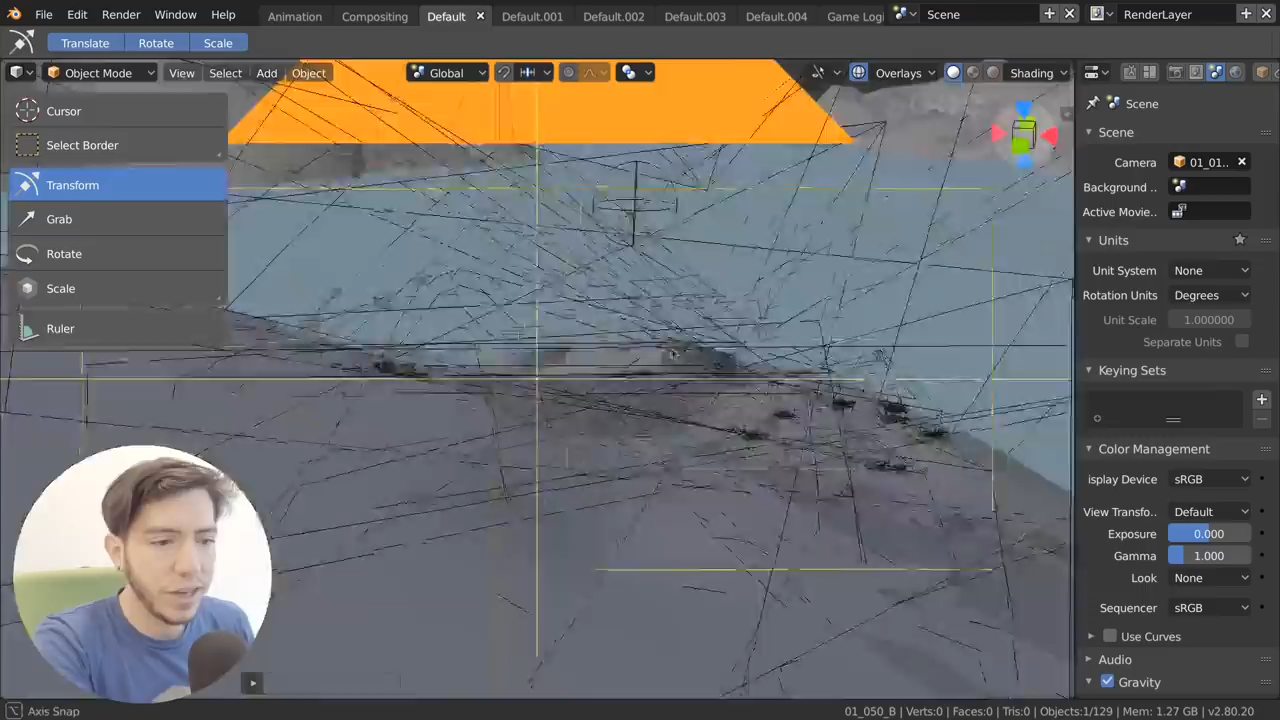 File Edit Render Window Help Animation Compositing Default Default.001 Default.002 Default.003 Default.004 Game Logi Scene RenderLayer
Translate Rotate Scale
Object Mode View Select Add Object Global Overlays Shading
Cursor
Select Border
Transform
Grab
Rotate
Scale
Ruler
Scene
Scene
Camera 01_01..
Background ..
Active Movie..
Units
Unit System None
Rotation Units Degrees
Unit Scale 1.000000
Separate Units
Keying Sets
Color Management
isplay Device sRGB
View Transfo.. Default
Exposure 0.000
Gamma 1.000
Look None
Sequencer sRGB
Use Curves
Audio
Gravity
Axis Snap 01_050_B | Verts:0 | Faces:0 | Tris:0 | Objects:1/129 | Mem: 1.27 GB | v2.80.20